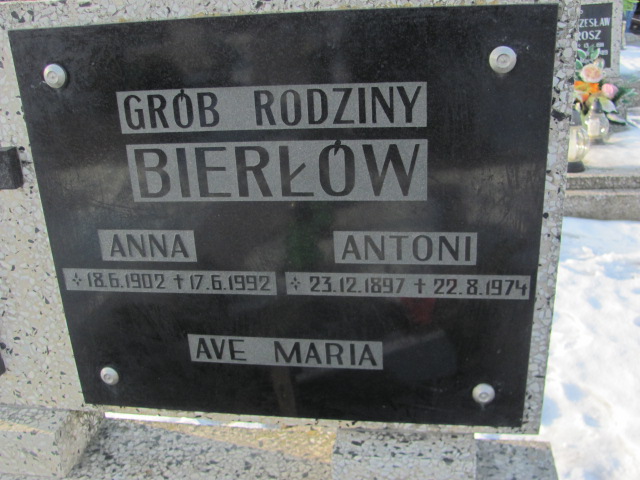 GRÓB RODZINY
BIERŁÓW
ANNA
18.6.1902 † 17.6.1992
ANTONI
23.12.1897 † 22.8.1974
AVE MARIA